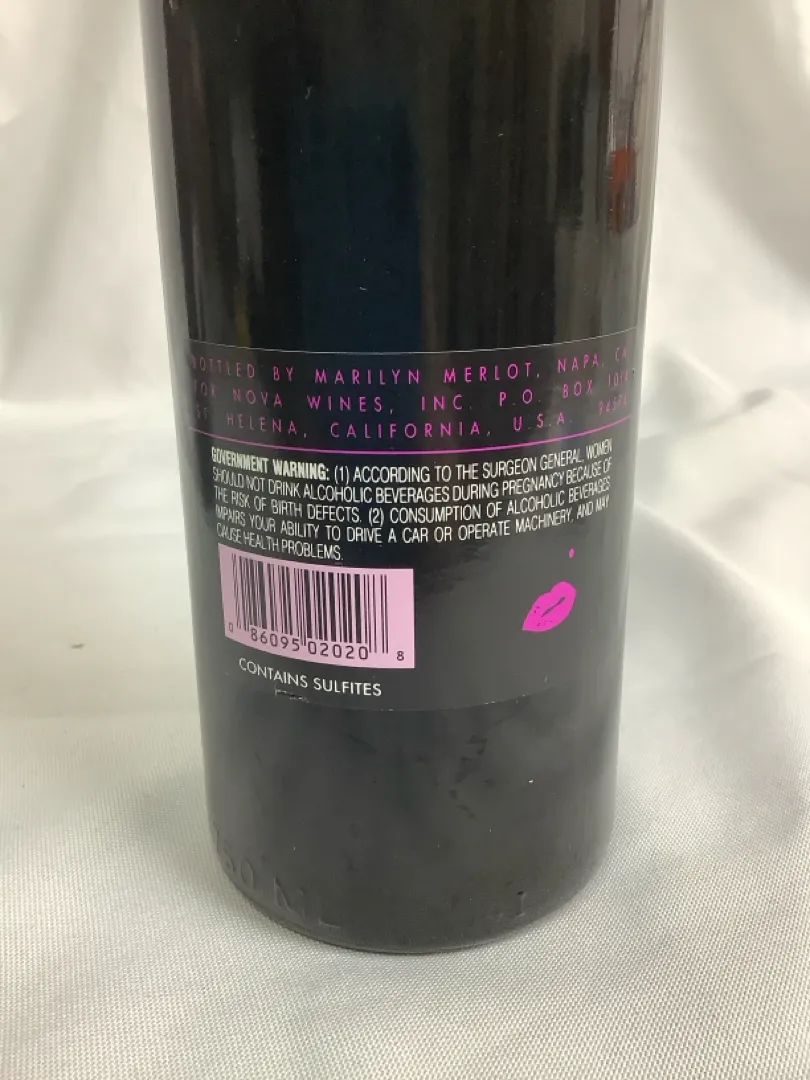 BOTTLED BY MARILYN MERLOT, NAPA, CA
FOR NOVA WINES, INC. P.O. BOX
ST HELENA, CALIFORNIA, U.S.A.
GOVERNMENT WARNING: (1) ACCORDING TO THE SURGEON GENERAL, WOMEN
SHOULD NOT DRINK ALCOHOLIC BEVERAGES DURING PREGNANCY BECAUSE OF
THE RISK OF BIRTH DEFECTS. (2) CONSUMPTION OF ALCOHOLIC BEVERAGES
IMPAIRS YOUR ABILITY TO DRIVE A CAR OR OPERATE MACHINERY, AND MAY
CAUSE HEALTH PROBLEMS.
0 86095 02020 8
CONTAINS SULFITES
750 ML